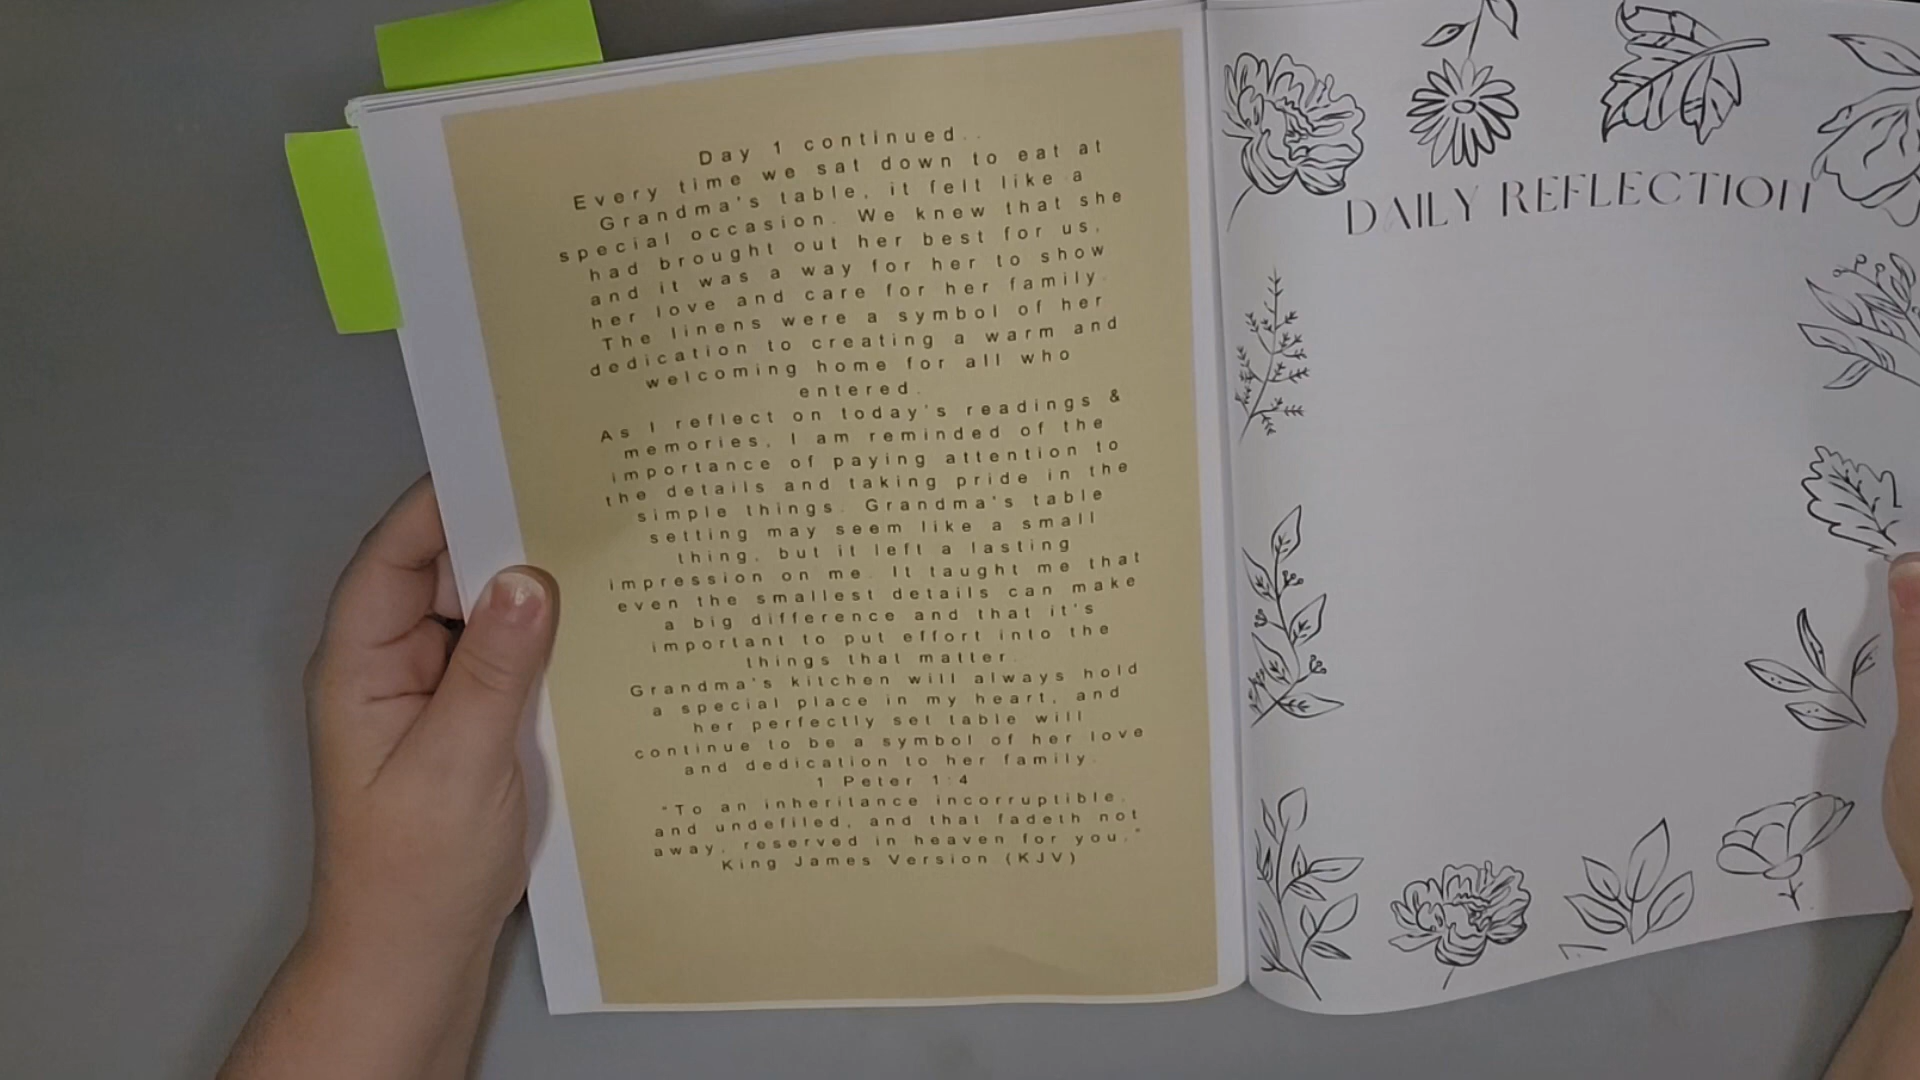 Day 1 continued..
Every time we sat down to eat at
Grandma's table, it felt like a
special occasion. We knew that she
had brought out her best for us,
and it was a way for her to show
her love and care for her family.
The linens were a symbol of her
dedication to creating a warm and
welcoming home for all who
entered.
As I reflect on today's readings &
memories, I am reminded of the
importance of paying attention to
the details and taking pride in the
simple things. Grandma's table
setting may seem like a small
thing, but it left a lasting
impression on me. It taught me that
even the smallest details can make
a big difference and that it's
important to put effort into the
things that matter.
Grandma's kitchen will always hold
a special place in my heart, and
her perfectly set table will
continue to be a symbol of her love
and dedication to her family.
1 Peter 1:4
"To an inheritance incorruptible,
and undefiled, and that fadeth not
away, reserved in heaven for you."
King James Version (KJV)
DAILY REFLECTION